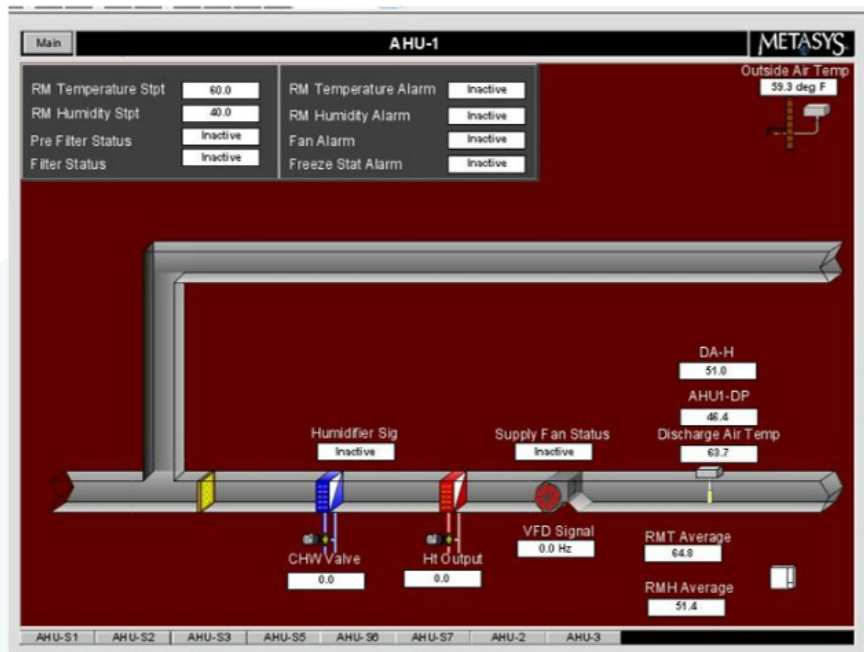 Main
AHU-1
METASYS
Outside Air Temp
59.3 deg F
RM Temperature Stpt 60.0
RM Humidity Stpt 40.0
Pre Filter Status Inactive
Filter Status Inactive
RM Temperature Alarm Inactive
RM Humidity Alarm Inactive
Fan Alarm Inactive
Freeze Stat Alarm Inactive
DA-H
51.0
AHU1-DP
46.4
Discharge Air Temp
63.7
Humidifier Sig
Inactive
Supply Fan Status
Inactive
CHW Valve
0.0
Ht Output
0.0
VFD Signal
0.0 Hz
RMT Average
64.8
RMH Average
51.4
AHU-S1 AHU-S2 AHU-S3 AHU-S5 AHU-S6 AHU-S7 AHU-2 AHU-3